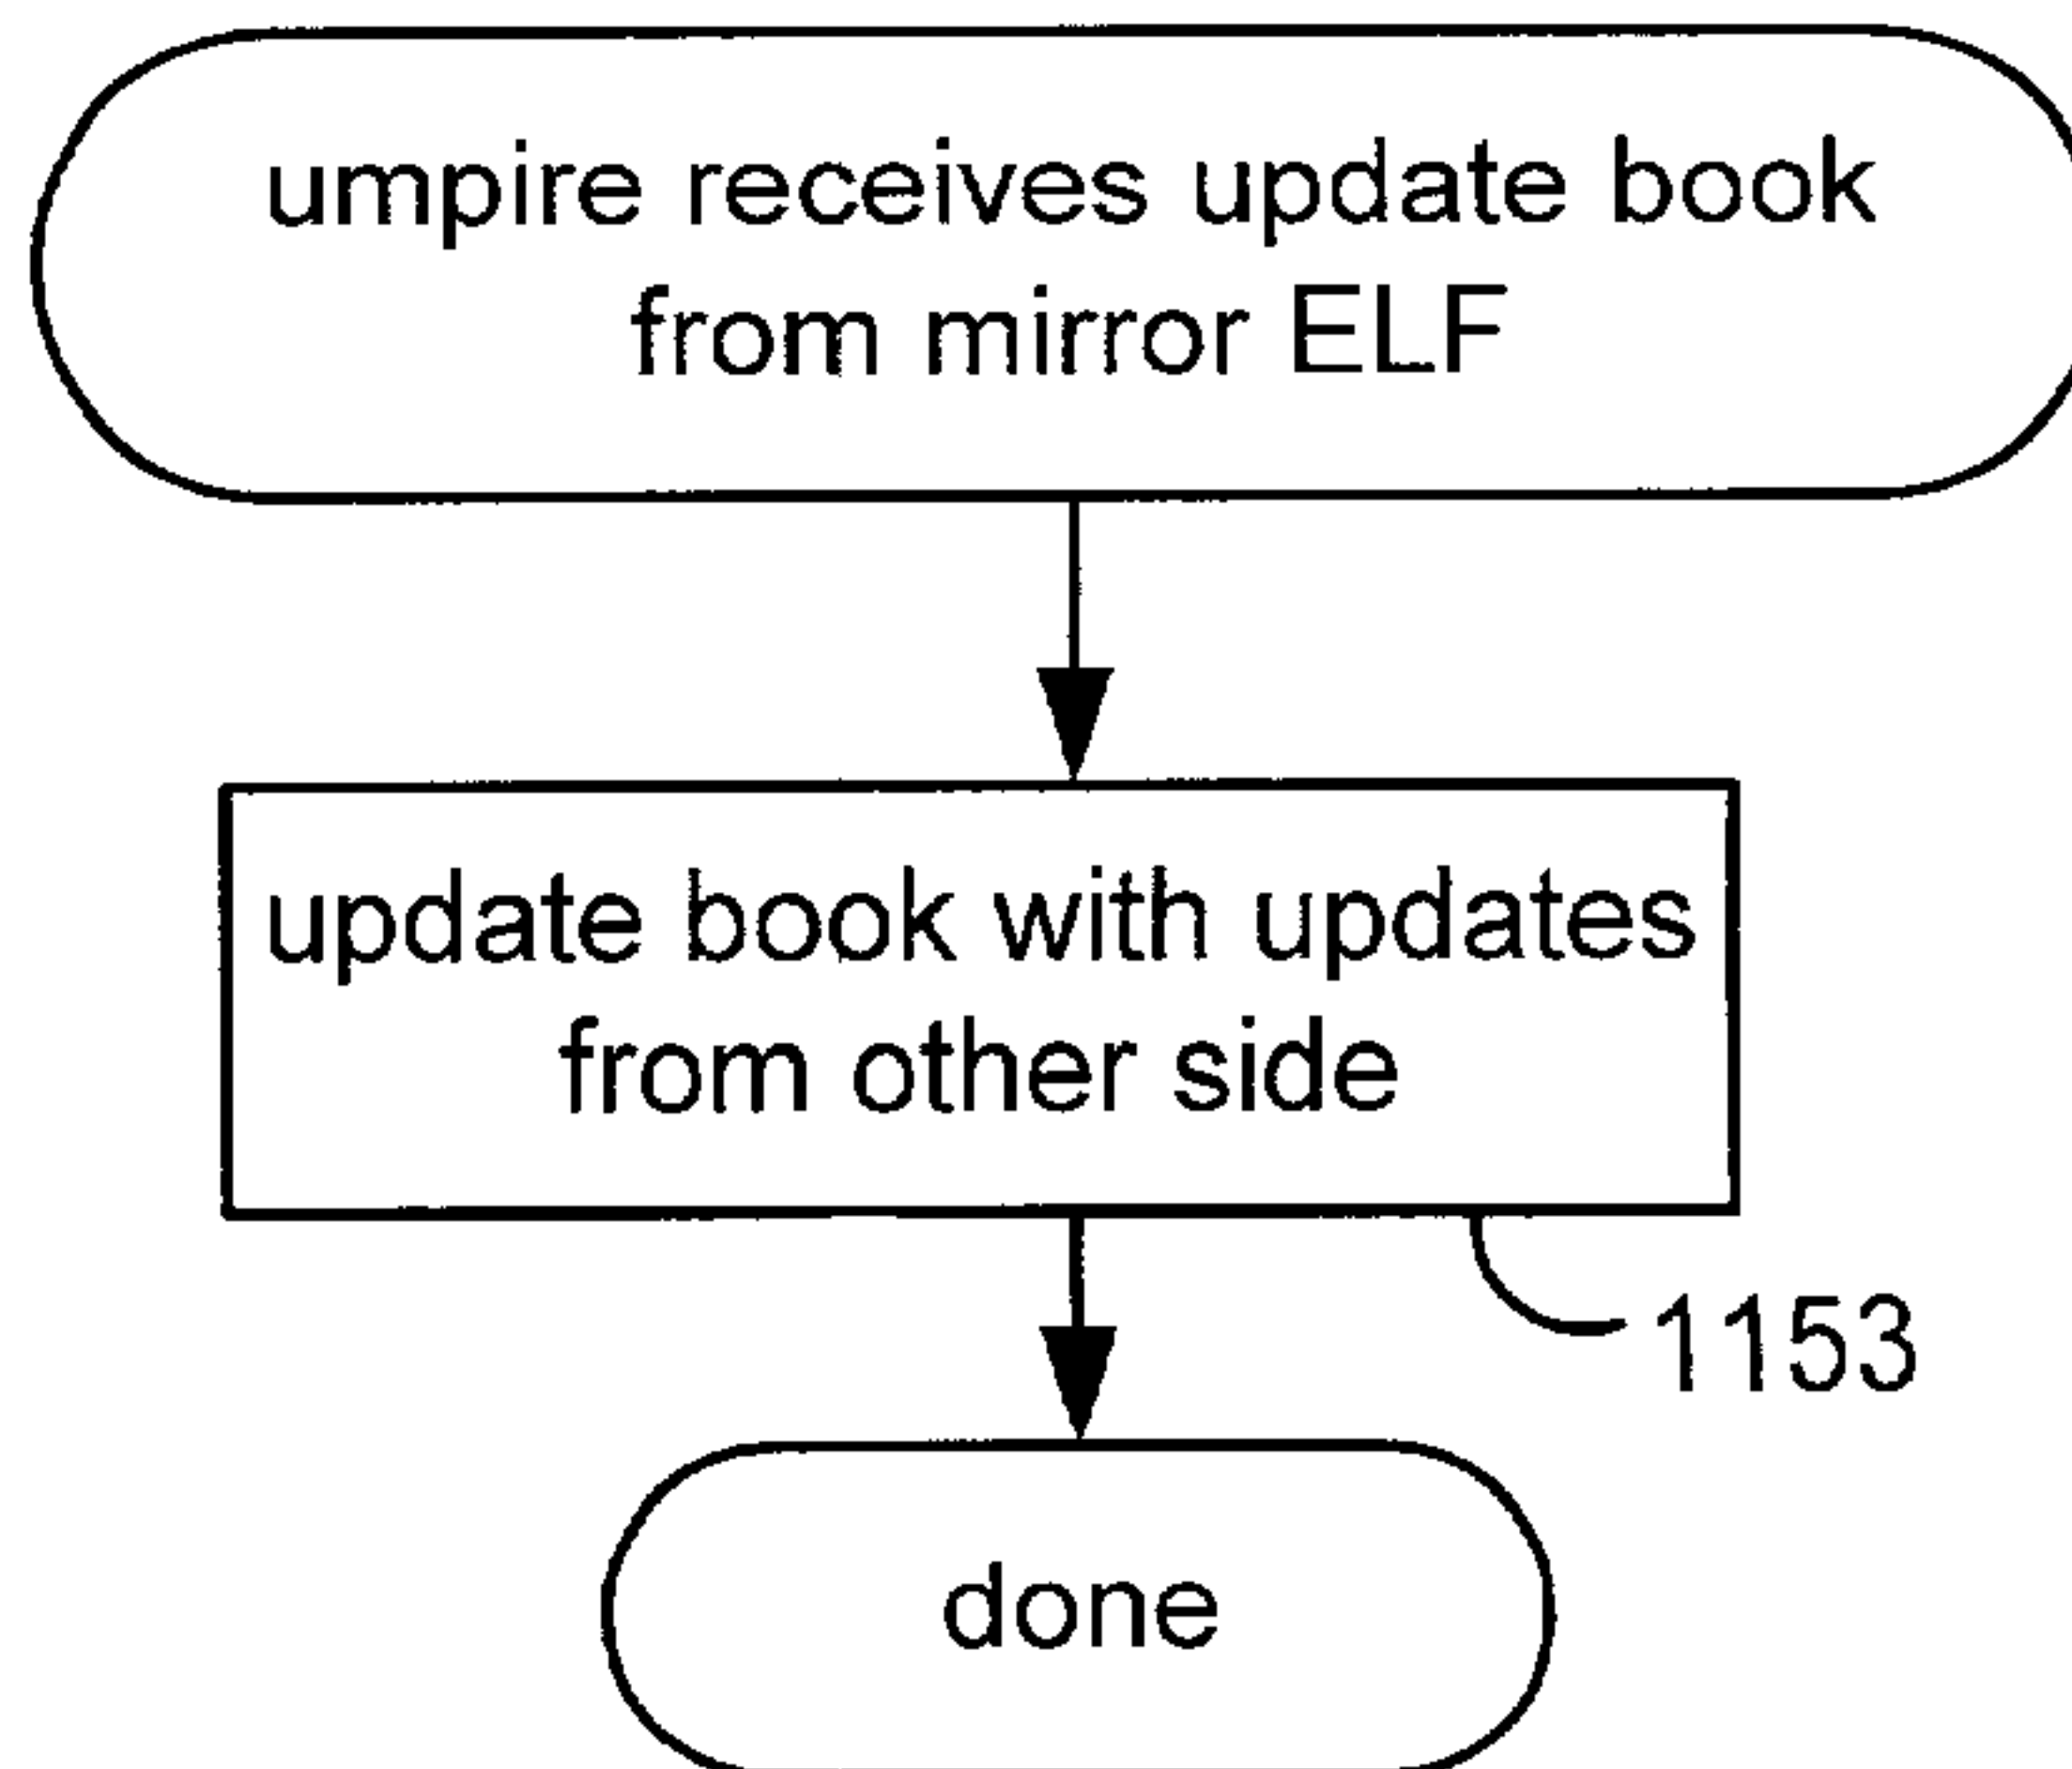 umpire receives update book
from mirror ELF
update book with updates
from other side
1153
done